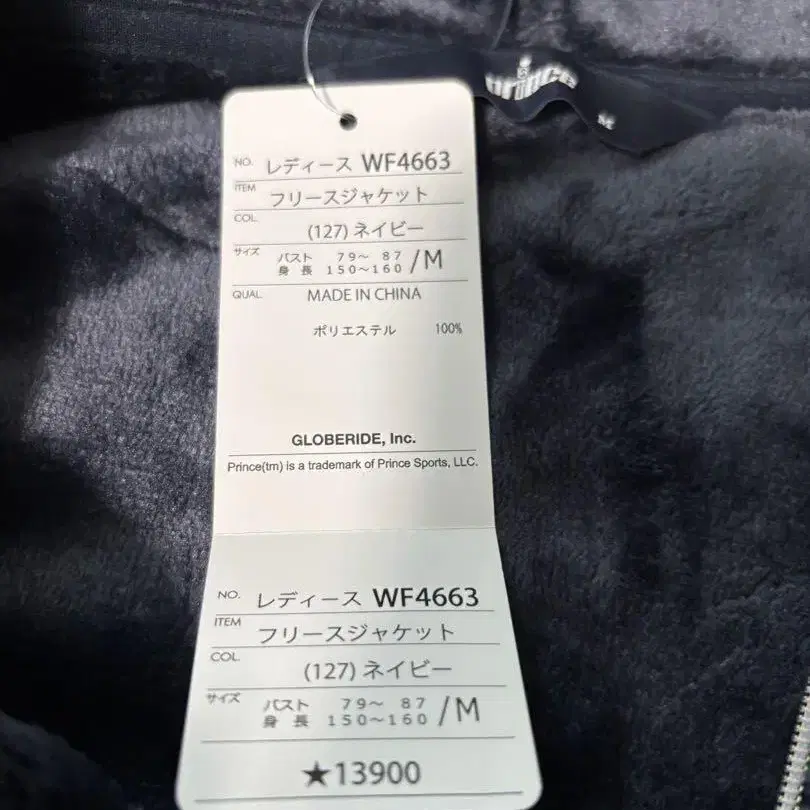 prince
M
NO. レディース WF4663
ITEM フリースジャケット
COL. (127) ネイビー
サイズ バスト 79～ 87 /M
身長 150～160
QUAL. MADE IN CHINA
ポリエステル 100%
GLOBERIDE, Inc.
Prince(tm) is a trademark of Prince Sports, LLC.
NO. レディース WF4663
ITEM フリースジャケット
COL. (127) ネイビー
サイズ バスト 79～ 87 /M
身長 150～160
★13900